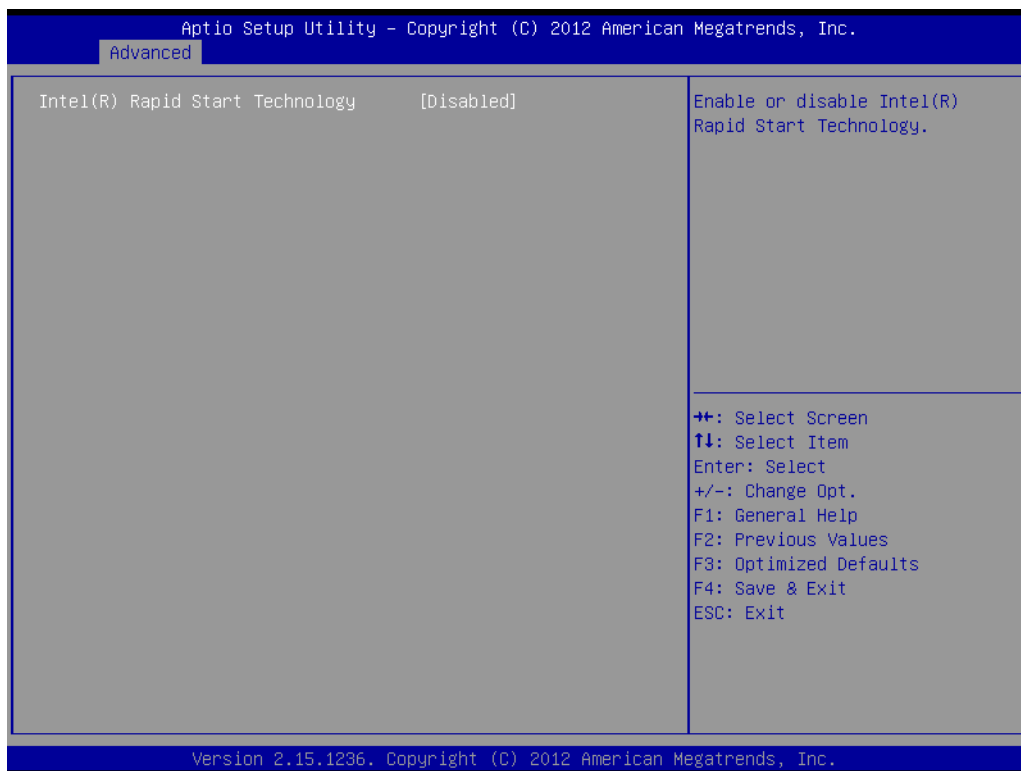 Aptio Setup Utility – Copyright (C) 2012 American Megatrends, Inc.
Advanced
Intel(R) Rapid Start Technology [Disabled]
Enable or disable Intel(R)
Rapid Start Technology.
→←: Select Screen
↑↓: Select Item
Enter: Select
+/-: Change Opt.
F1: General Help
F2: Previous Values
F3: Optimized Defaults
F4: Save & Exit
ESC: Exit
Version 2.15.1236. Copyright (C) 2012 American Megatrends, Inc.